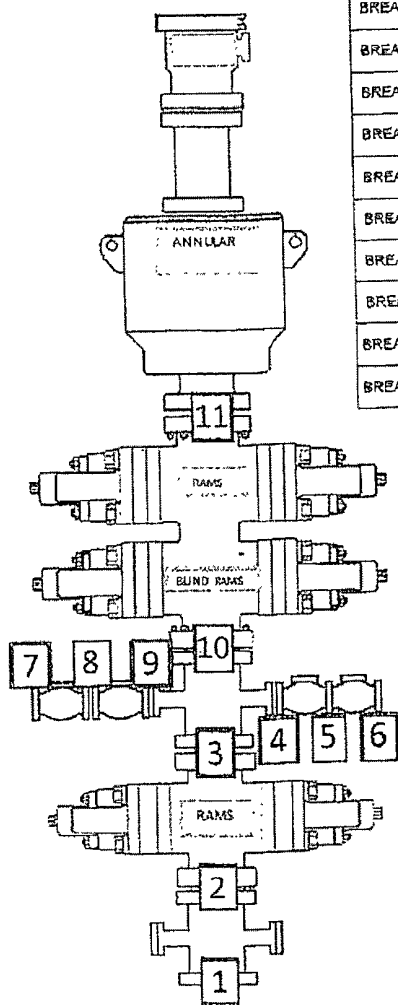 BREA
BREA
BREA
BREA
BREA
BREA
BREA
BREA
BREA
BREA
ANNULAR
11
RAMS
BLIND RAMS
10
7 8 9
4 5 6
3
RAMS
2
1